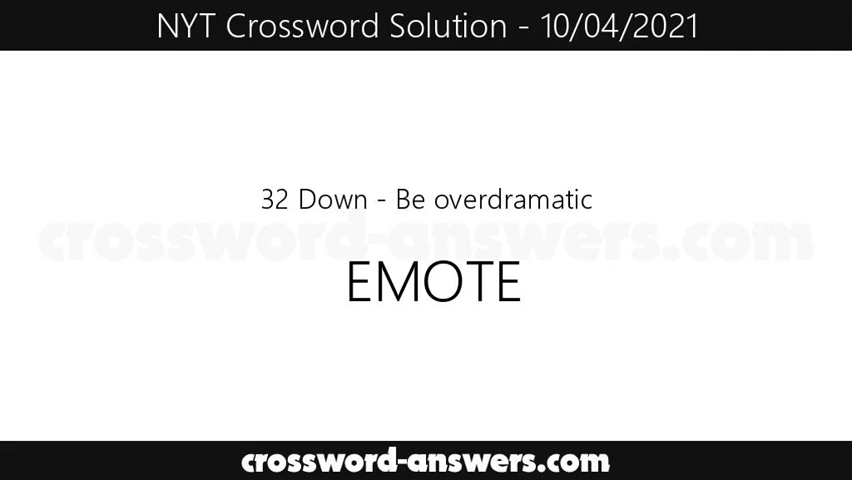 NYT Crossword Solution - 10/04/2021
32 Down - Be overdramatic
crossword-answers.com
EMOTE
crossword-answers.com